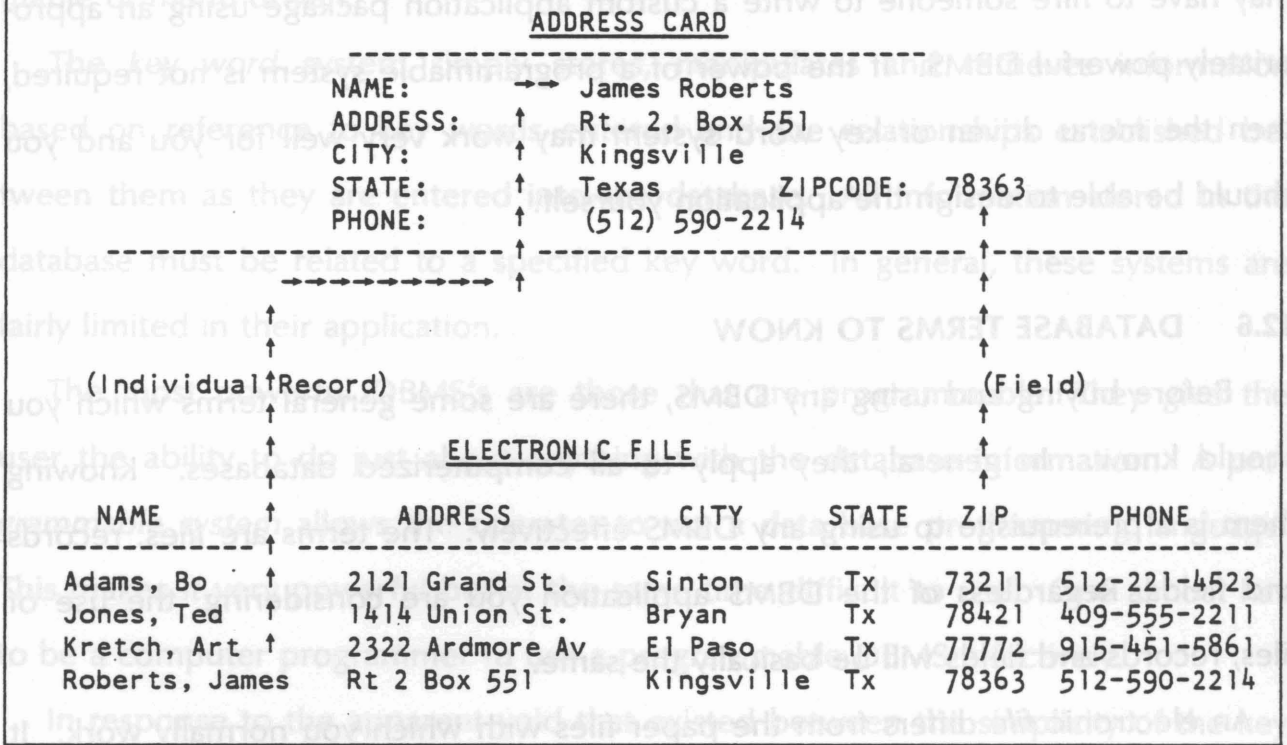 ADDRESS CARD
NAME: James Roberts
ADDRESS: Rt. 2, Box 551
CITY: Kingsville
STATE: Texas ZIPCODE: 78363
PHONE: (512) 590-2214
(Individual Record) (Field)
ELECTRONIC FILE
NAME ADDRESS CITY STATE ZIP PHONE
Adams, Bo 211 Grand St. Sinton Tx 73211 512-221-4523
Jones, Ted 1414 Union St. Bryan Tx 78421 409-555-2211
Kretch, Art 2322 Ardmore Av El Paso Tx 77772 915-451-5861
Roberts, James Rt 2 Box 551 Kingsville Tx 78363 512-590-2214